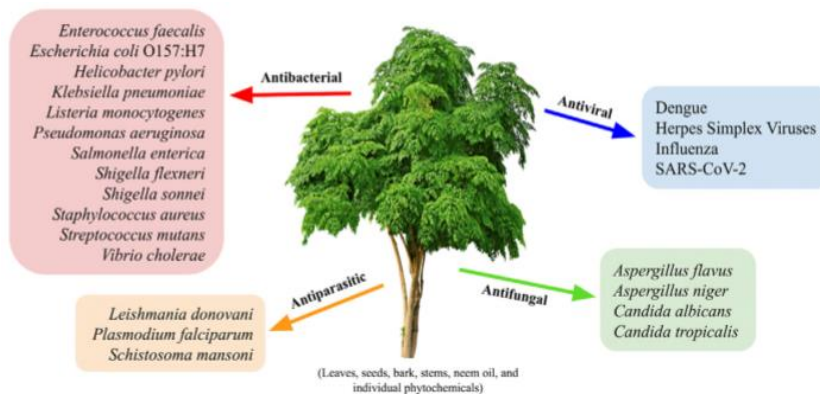 Enterococcus faecalis
Escherichia coli O157:H7
Helicobacter pylori
Klebsiella pneumoniae
Listeria monocytogenes
Pseudomonas aeruginosa
Salmonella enterica
Shigella flexneri
Shigella sonnei
Staphylococcus aureus
Streptococcus mutans
Vibrio cholerae
Antibacterial
Antiviral
Dengue
Herpes Simplex Viruses
Influenza
SARS-CoV-2
Antiparasitic
Leishmania donovani
Plasmodium falciparum
Schistosoma mansoni
Antifungal
Aspergillus flavus
Aspergillus niger
Candida albicans
Candida tropicalis
(Leaves, seeds, bark, stems, neem oil, and
individual phytochemicals)